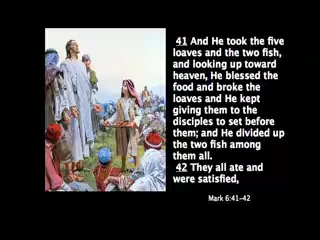 41 And He took the five
loaves and the two fish,
and looking up toward
heaven, He blessed the
food and broke the
loaves and He kept
giving them to the
disciples to set before
them; and He divided up
the two fish among
them all.
42 They all ate and
were satisfied,
Mark 6:41-42